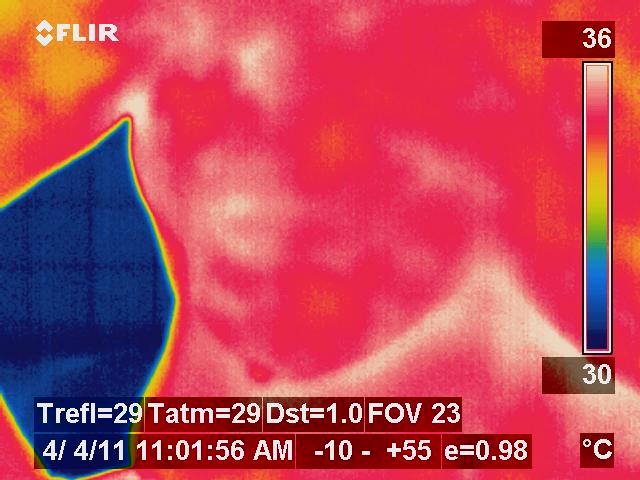 FLIR
36
30
Trefl=29 Tatm=29 Dst=1.0 FOV 23
4/ 4/11 11:01:56 AM -10 - +55 e=0.98 °C